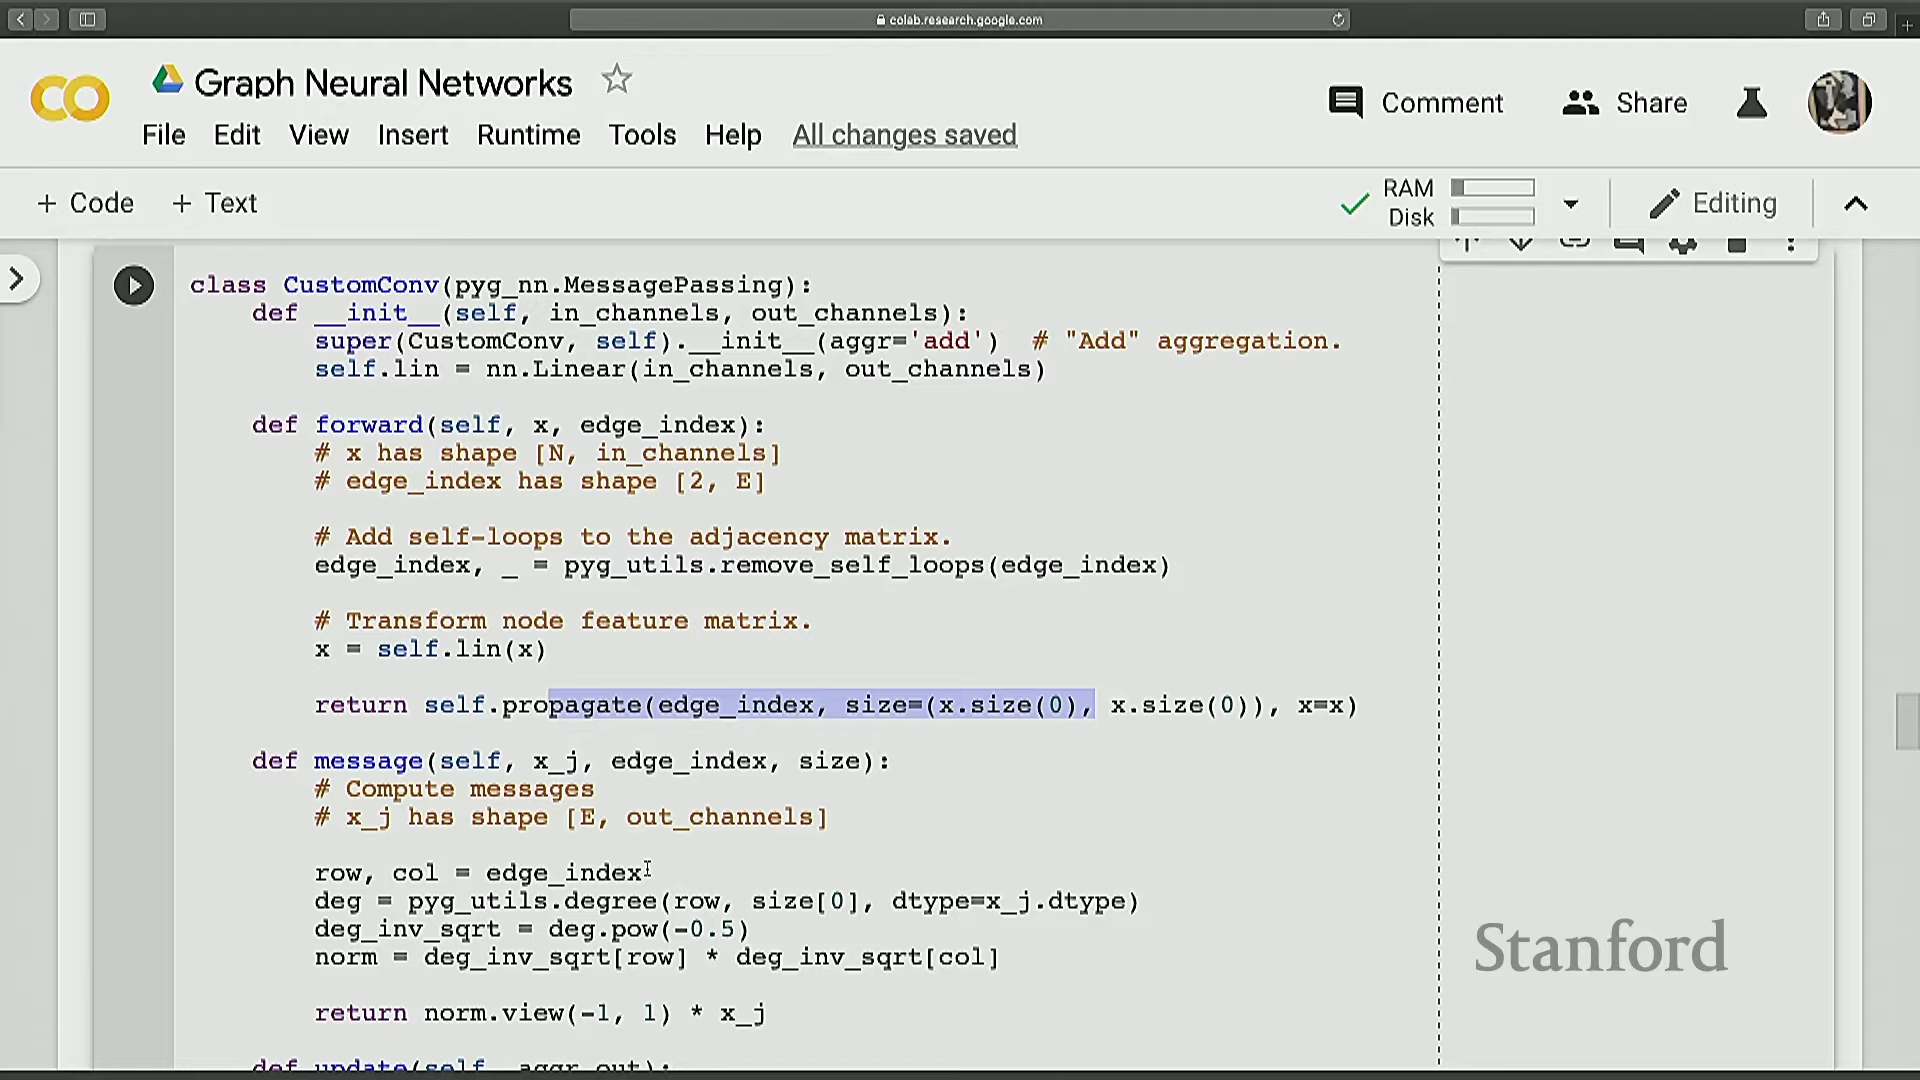 colab.research.google.com
Graph Neural Networks
File Edit View Insert Runtime Tools Help All changes saved
Comment Share
+ Code + Text
RAM
Disk
Editing
class CustomConv(pyg_nn.MessagePassing):
    def __init__(self, in_channels, out_channels):
        super(CustomConv, self).__init__(aggr='add')  # "Add" aggregation.
        self.lin = nn.Linear(in_channels, out_channels)
    def forward(self, x, edge_index):
        # x has shape [N, in_channels]
        # edge_index has shape [2, E]
        # Add self-loops to the adjacency matrix.
        edge_index, _ = pyg_utils.remove_self_loops(edge_index)
        # Transform node feature matrix.
        x = self.lin(x)
        return self.propagate(edge_index, size=(x.size(0), x.size(0)), x=x)
    def message(self, x_j, edge_index, size):
        # Compute messages
        # x_j has shape [E, out_channels]
        row, col = edge_index
        deg = pyg_utils.degree(row, size[0], dtype=x_j.dtype)
        deg_inv_sqrt = deg.pow(-0.5)
        norm = deg_inv_sqrt[row] * deg_inv_sqrt[col]
        return norm.view(-1, 1) * x_j
    def update(self, aggr_out):
Stanford